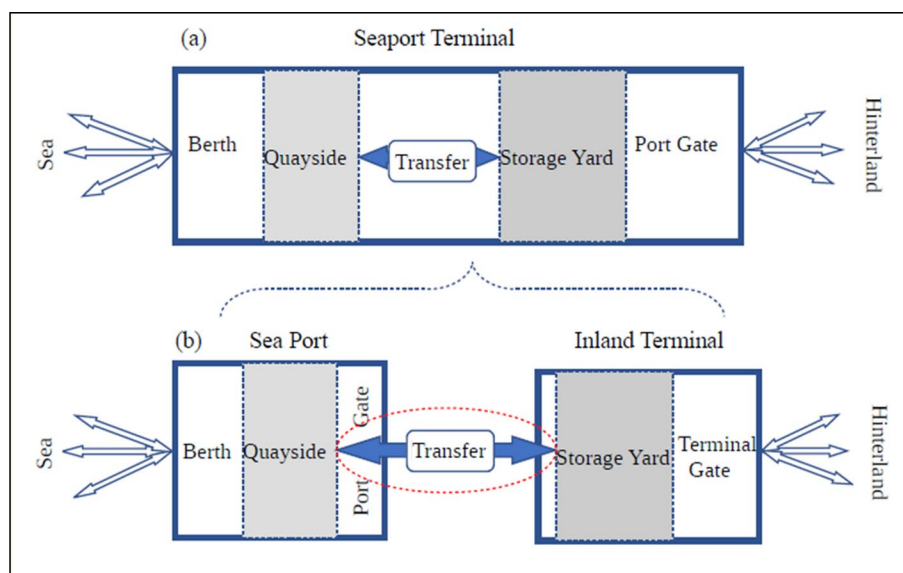 (a)
Seaport Terminal
Sea
Berth
Quayside
Transfer
Storage Yard
Port Gate
Hinterland
(b)
Sea Port
Inland Terminal
Sea
Berth
Quayside
Port Gate
Transfer
Storage Yard
Terminal
Gate
Hinterland